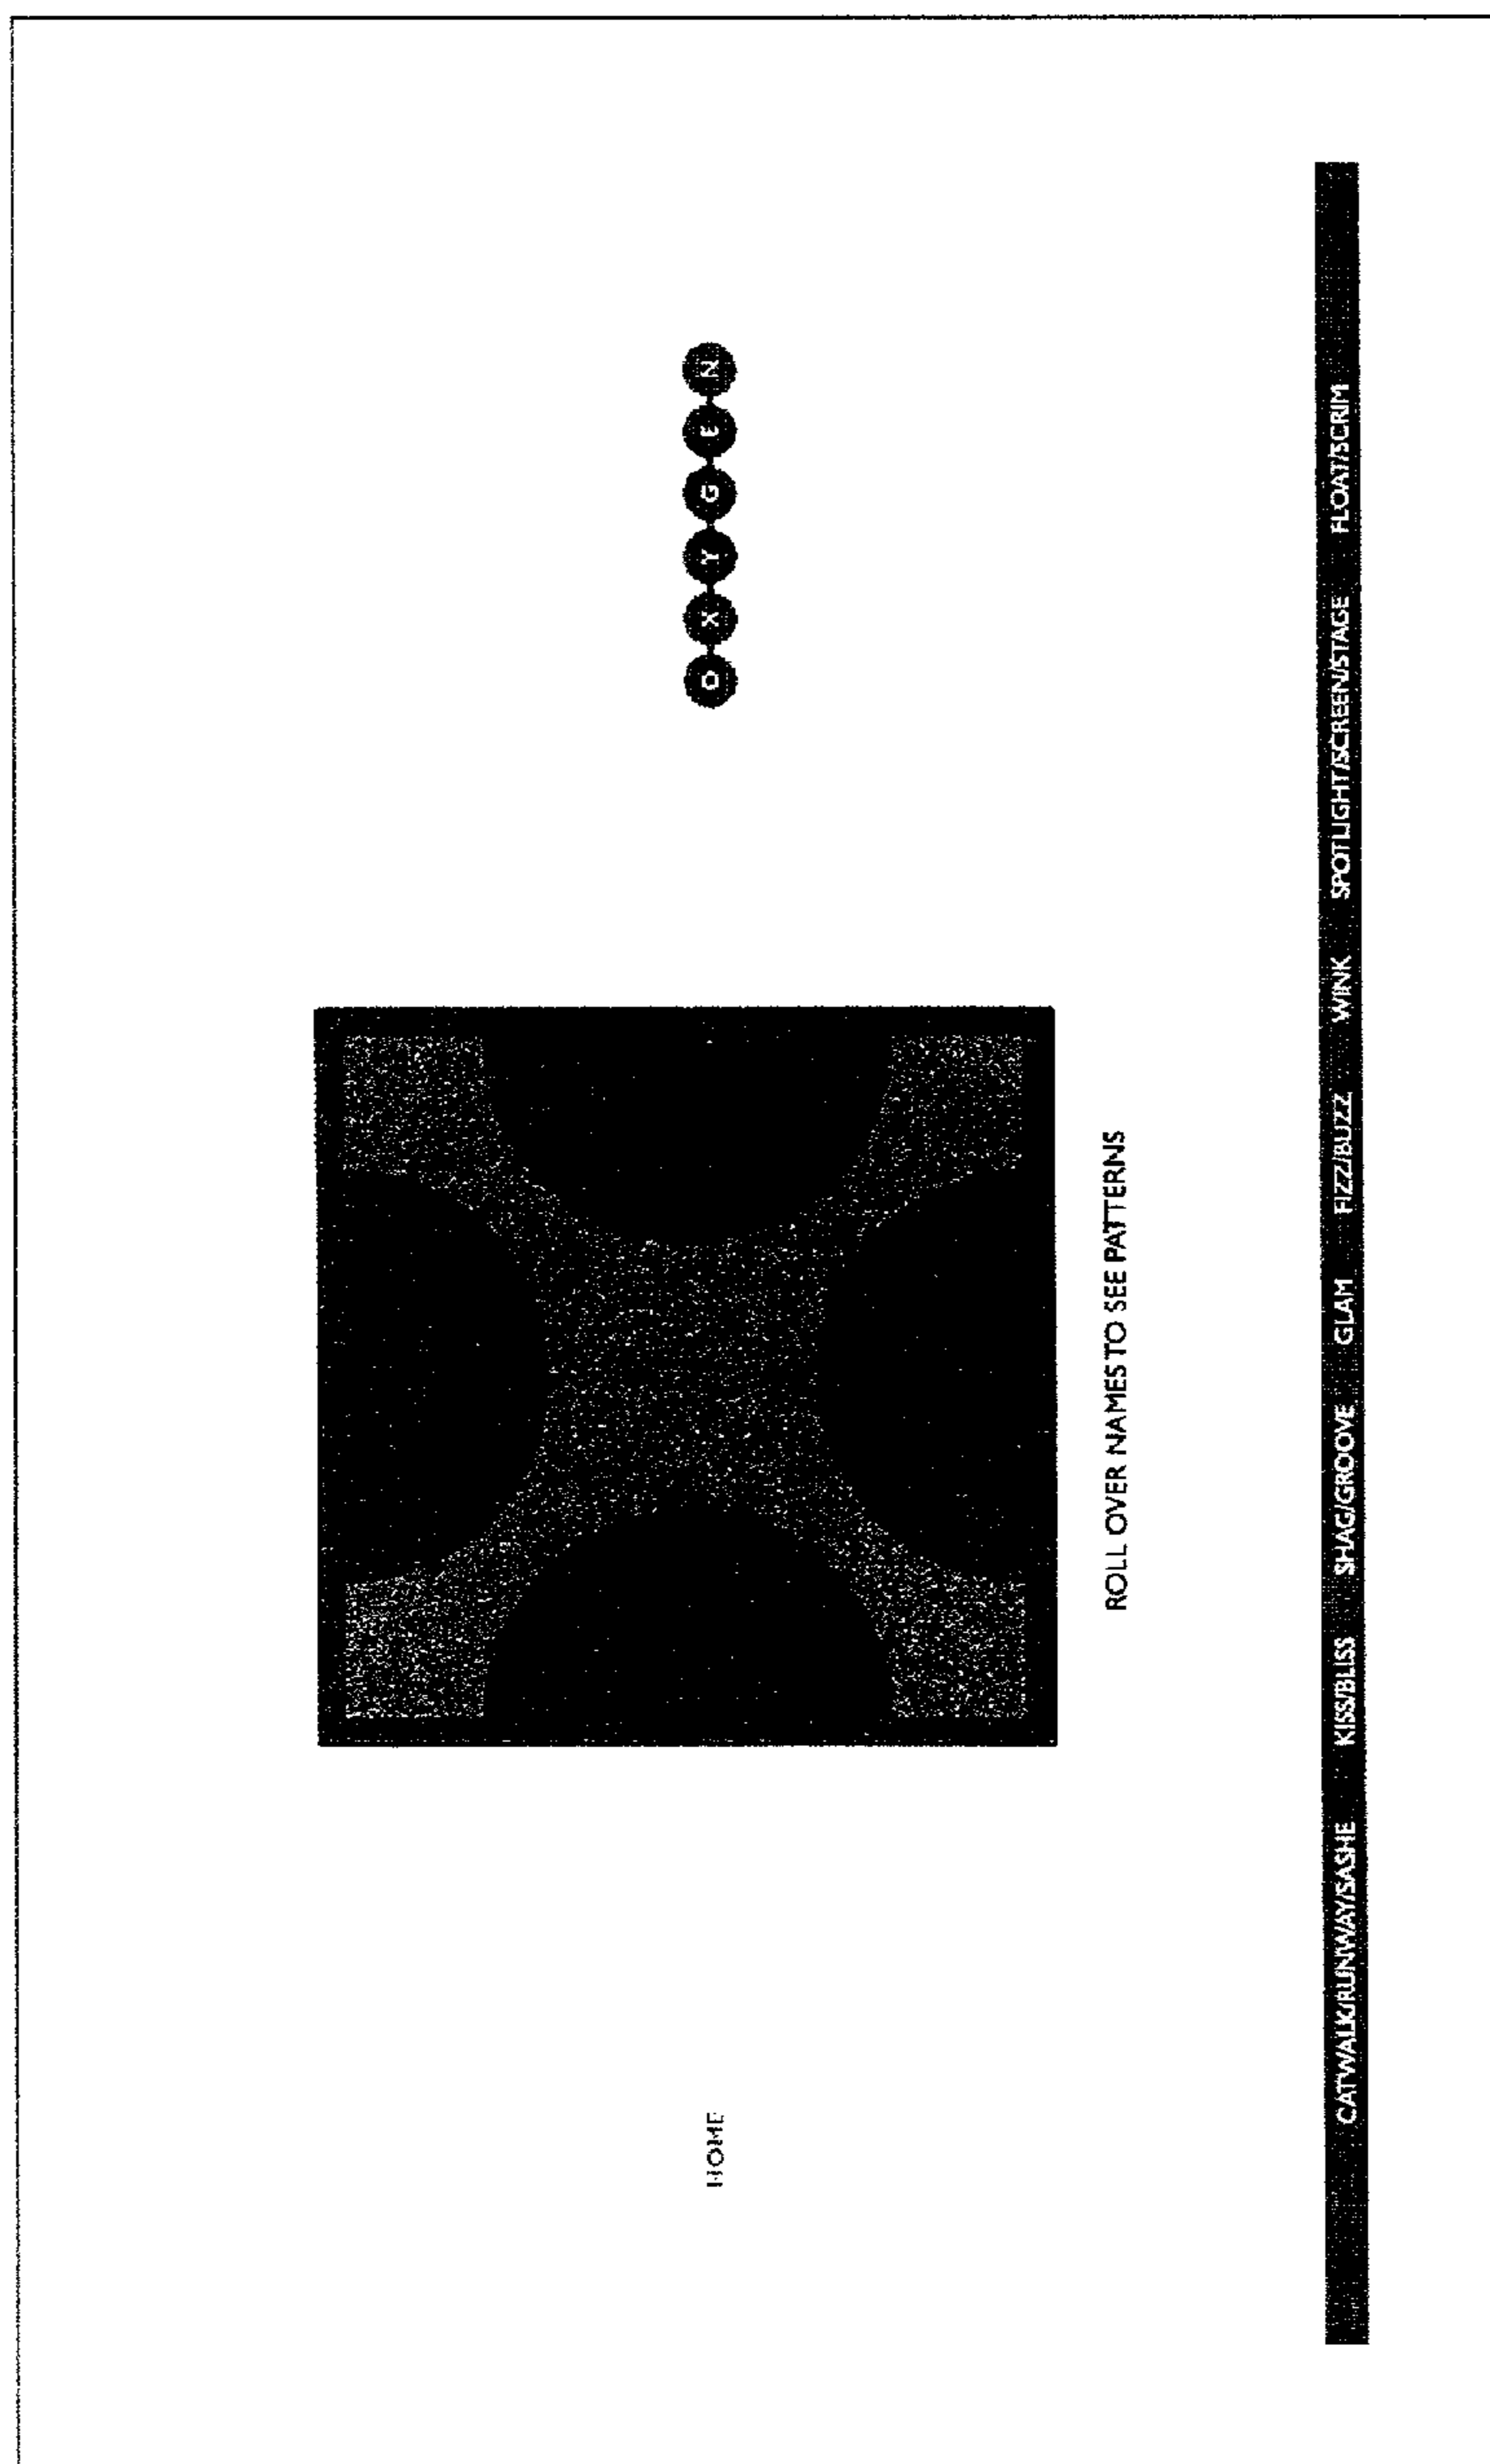 HOME
OXYGEN
ROLL OVER NAMES TO SEE PATTERNS
CATWALK/RUNWAY/SASHE KISS/BLISS SHAG/GROOVE GLAM FIZZ/BUZZ WINK SPOTLIGHT/SCREEN/STAGE FLOAT/SCRIM